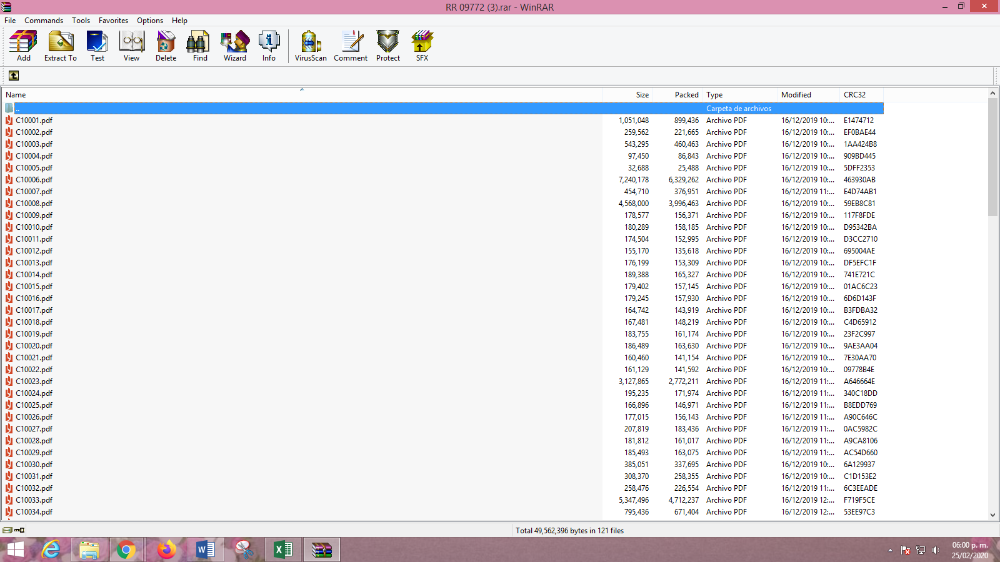 RR 09772 (3).rar - WinRAR
File Commands Tools Favorites Options Help
Add Extract To Test View Delete Find Wizard Info VirusScan Comment Protect SFX
Name Size Packed Type Modified CRC32
.. Carpeta de archivos
C10001.pdf 1,051,048 899,436 Archivo PDF 16/12/2019 10:... E1474712
C10002.pdf 259,562 221,665 Archivo PDF 16/12/2019 10:... EF0BAE44
C10003.pdf 543,295 460,463 Archivo PDF 16/12/2019 10:... 1AA424B8
C10004.pdf 97,450 86,843 Archivo PDF 16/12/2019 10:... 909BD445
C10005.pdf 32,688 25,488 Archivo PDF 16/12/2019 10:... 5DFF2353
C10006.pdf 7,240,178 6,329,262 Archivo PDF 16/12/2019 10:... 463930AB
C10007.pdf 454,710 376,951 Archivo PDF 16/12/2019 11:... E4D74AB1
C10008.pdf 4,568,000 3,996,463 Archivo PDF 16/12/2019 10:... 59EB8C81
C10009.pdf 178,577 156,371 Archivo PDF 16/12/2019 10:... 117F8FDE
C10010.pdf 180,289 158,185 Archivo PDF 16/12/2019 10:... D95342BA
C10011.pdf 174,504 152,995 Archivo PDF 16/12/2019 10:... D3CC2710
C10012.pdf 155,170 135,618 Archivo PDF 16/12/2019 10:... 695004AE
C10013.pdf 176,199 153,309 Archivo PDF 16/12/2019 10:... DF5EFC1F
C10014.pdf 189,388 165,327 Archivo PDF 16/12/2019 10:... 741E721C
C10015.pdf 179,402 157,145 Archivo PDF 16/12/2019 10:... 01AC6C23
C10016.pdf 179,245 157,930 Archivo PDF 16/12/2019 10:... 6D6D143F
C10017.pdf 164,742 143,919 Archivo PDF 16/12/2019 10:... B3FDBA32
C10018.pdf 167,481 148,219 Archivo PDF 16/12/2019 10:... C4D65912
C10019.pdf 183,755 161,174 Archivo PDF 16/12/2019 10:... 23F2C997
C10020.pdf 186,489 163,630 Archivo PDF 16/12/2019 10:... 9AE3AA04
C10021.pdf 160,460 141,154 Archivo PDF 16/12/2019 10:... 7E30AA70
C10022.pdf 161,129 141,592 Archivo PDF 16/12/2019 10:... 09778B4E
C10023.pdf 3,127,865 2,772,211 Archivo PDF 16/12/2019 11:... A646664E
C10024.pdf 195,235 171,974 Archivo PDF 16/12/2019 11:... 340C18DD
C10025.pdf 166,896 146,971 Archivo PDF 16/12/2019 11:... B8EDD769
C10026.pdf 177,015 156,143 Archivo PDF 16/12/2019 11:... A90C646C
C10027.pdf 207,819 183,436 Archivo PDF 16/12/2019 11:... 0AC5982C
C10028.pdf 181,812 161,017 Archivo PDF 16/12/2019 11:... A9CA8106
C10029.pdf 185,493 163,075 Archivo PDF 16/12/2019 11:... AC54D660
C10030.pdf 385,051 337,695 Archivo PDF 16/12/2019 10:... 6A129937
C10031.pdf 308,370 258,355 Archivo PDF 16/12/2019 10:... C1D153E2
C10032.pdf 258,476 226,554 Archivo PDF 16/12/2019 11:... 6C3EEADE
C10033.pdf 5,347,496 4,712,237 Archivo PDF 16/12/2019 12:... F719F5CE
C10034.pdf 795,436 671,404 Archivo PDF 16/12/2019 12:... 53EE97C3
Total 49,562,396 bytes in 121 files
06:00 p. m.
25/02/2020